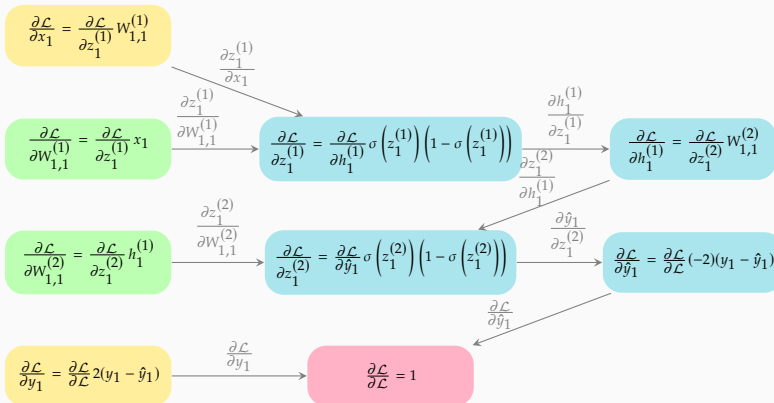 ∂ℒ/∂x₁ = ∂ℒ/∂z₁⁽¹⁾ W₁,₁⁽¹⁾
∂z₁⁽¹⁾/∂x₁
∂z₁⁽¹⁾/∂W₁,₁⁽¹⁾
∂h₁⁽¹⁾/∂z₁⁽¹⁾
∂ℒ/∂W₁,₁⁽¹⁾ = ∂ℒ/∂z₁⁽¹⁾ x₁
∂ℒ/∂z₁⁽¹⁾ = ∂ℒ/∂h₁⁽¹⁾ σ(z₁⁽¹⁾)(1 − σ(z₁⁽¹⁾))
∂ℒ/∂h₁⁽¹⁾ = ∂ℒ/∂z₁⁽²⁾ W₁,₁⁽²⁾
∂z₁⁽²⁾/∂h₁⁽¹⁾
∂z₁⁽²⁾/∂W₁,₁⁽²⁾
∂ŷ₁/∂z₁⁽²⁾
∂ℒ/∂W₁,₁⁽²⁾ = ∂ℒ/∂z₁⁽²⁾ h₁⁽¹⁾
∂ℒ/∂z₁⁽²⁾ = ∂ℒ/∂ŷ₁ σ(z₁⁽²⁾)(1 − σ(z₁⁽²⁾))
∂ℒ/∂ŷ₁ = ∂ℒ/∂ℒ (−2)(y₁ − ŷ₁)
∂ℒ/∂ŷ₁
∂ℒ/∂y₁
∂ℒ/∂y₁ = ∂ℒ/∂ℒ 2(y₁ − ŷ₁)
∂ℒ/∂ℒ = 1